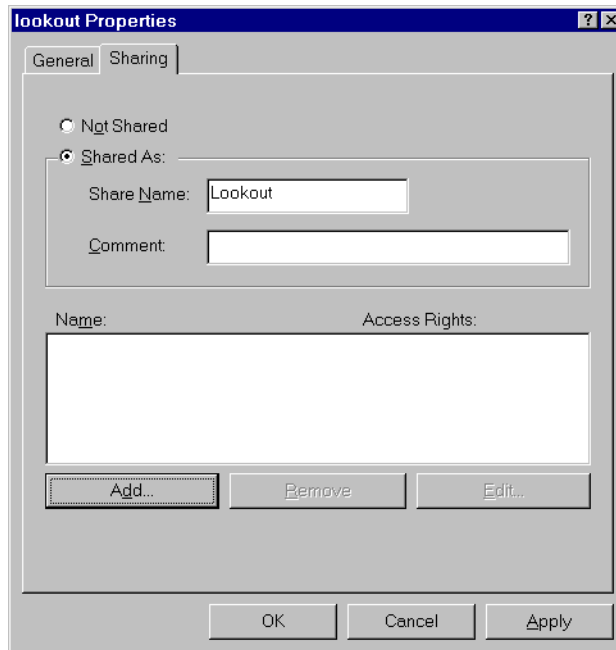 lookout Properties
General Sharing
Not Shared
Shared As:
Share Name: Lookout
Comment:
Name: Access Rights:
Add... Remove Edit...
OK Cancel Apply